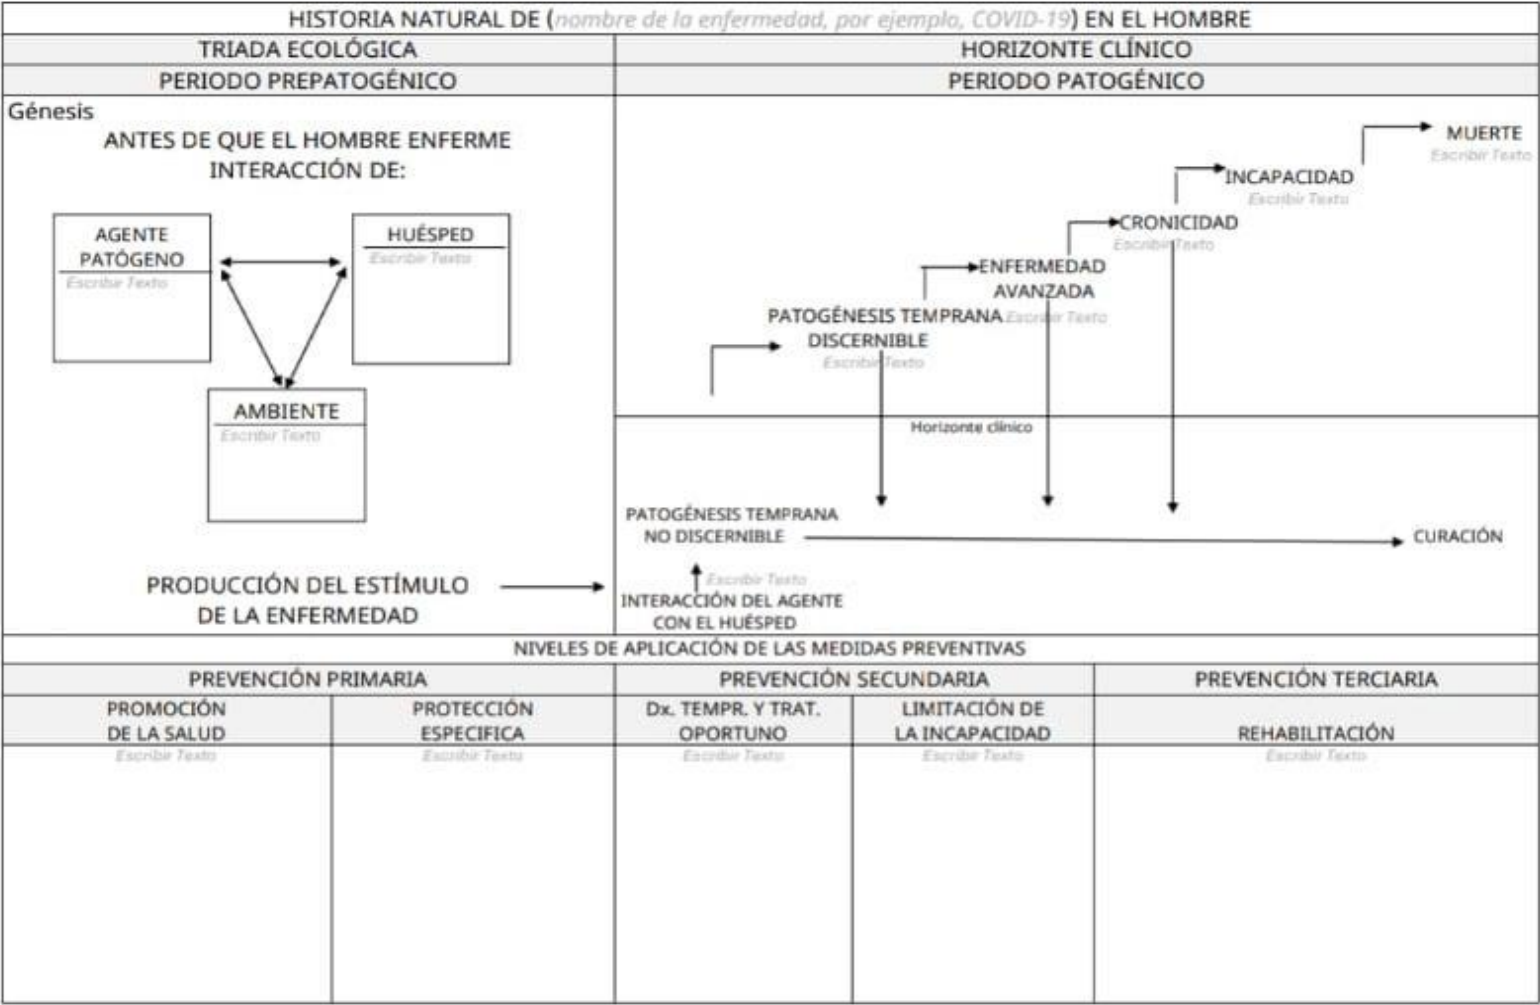 HISTORIA NATURAL DE (nombre de la enfermedad, por ejemplo, COVID-19) EN EL HOMBRE
TRIADA ECOLÓGICA
HORIZONTE CLÍNICO
PERIODO PREPATOGÉNICO
PERIODO PATOGÉNICO
Génesis
ANTES DE QUE EL HOMBRE ENFERME
INTERACCIÓN DE:
AGENTE
PATÓGENO
Escribir Texto
HUÉSPED
Escribir Texto
AMBIENTE
Escribir Texto
PRODUCCIÓN DEL ESTÍMULO
DE LA ENFERMEDAD
MUERTE
Escribir Texto
INCAPACIDAD
Escribir Texto
CRONICIDAD
Escribir Texto
ENFERMEDAD
AVANZADA
Escribir Texto
PATOGÉNESIS TEMPRANA
DISCERNIBLE
Escribir Texto
Horizonte clínico
PATOGÉNESIS TEMPRANA
NO DISCERNIBLE
CURACIÓN
Escribir Texto
INTERACCIÓN DEL AGENTE
CON EL HUÉSPED
NIVELES DE APLICACIÓN DE LAS MEDIDAS PREVENTIVAS
PREVENCIÓN PRIMARIA
PREVENCIÓN SECUNDARIA
PREVENCIÓN TERCIARIA
PROMOCIÓN
DE LA SALUD
PROTECCIÓN
ESPECIFICA
Dx. TEMPR. Y TRAT.
OPORTUNO
LIMITACIÓN DE
LA INCAPACIDAD
REHABILITACIÓN
Escribir Texto
Escribir Texto
Escribir Texto
Escribir Texto
Escribir Texto